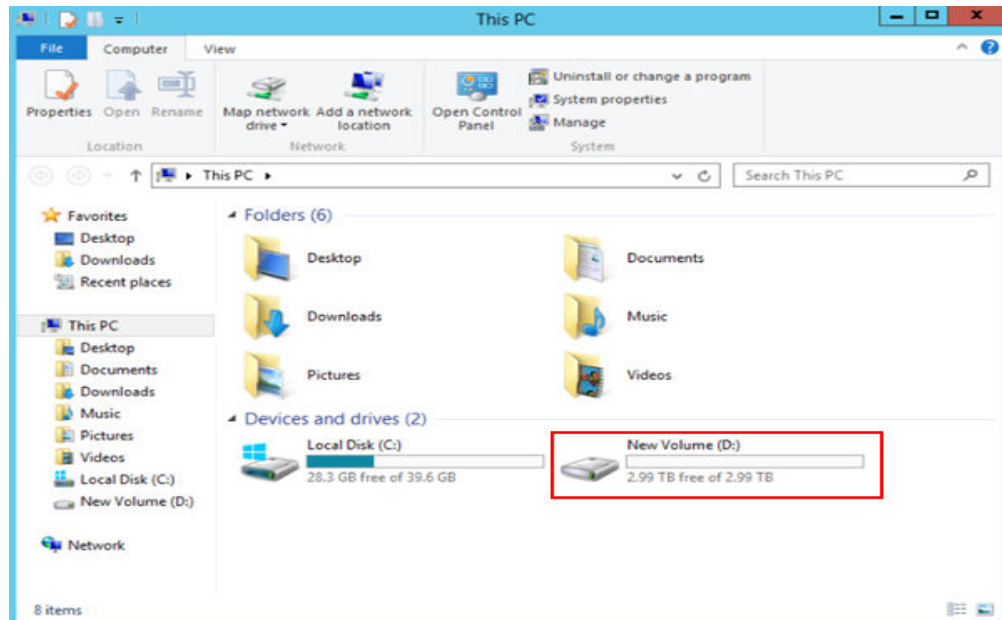 This PC
File Computer View
Properties Open Rename Map network drive Add a network location Open Control Panel Uninstall or change a program
System properties
Manage
Location Network System
This PC Search This PC
Favorites
Desktop
Downloads
Recent places
This PC
Desktop
Documents
Downloads
Music
Pictures
Videos
Local Disk (C:)
New Volume (D:)
Network
Folders (6)
Desktop Documents
Downloads Music
Pictures Videos
Devices and drives (2)
Local Disk (C:)
28.3 GB free of 39.6 GB
New Volume (D:)
2.99 TB free of 2.99 TB
8 items